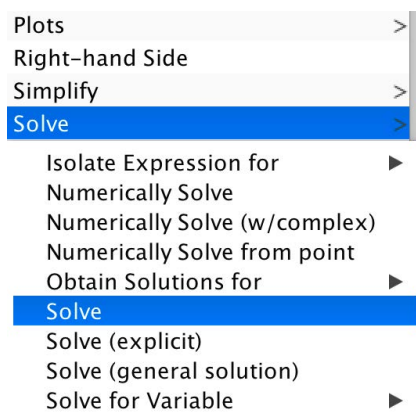 Plots >
Right-hand Side
Simplify >
Solve >
Isolate Expression for ▶
Numerically Solve
Numerically Solve (w/complex)
Numerically Solve from point
Obtain Solutions for ▶
Solve
Solve (explicit)
Solve (general solution)
Solve for Variable ▶